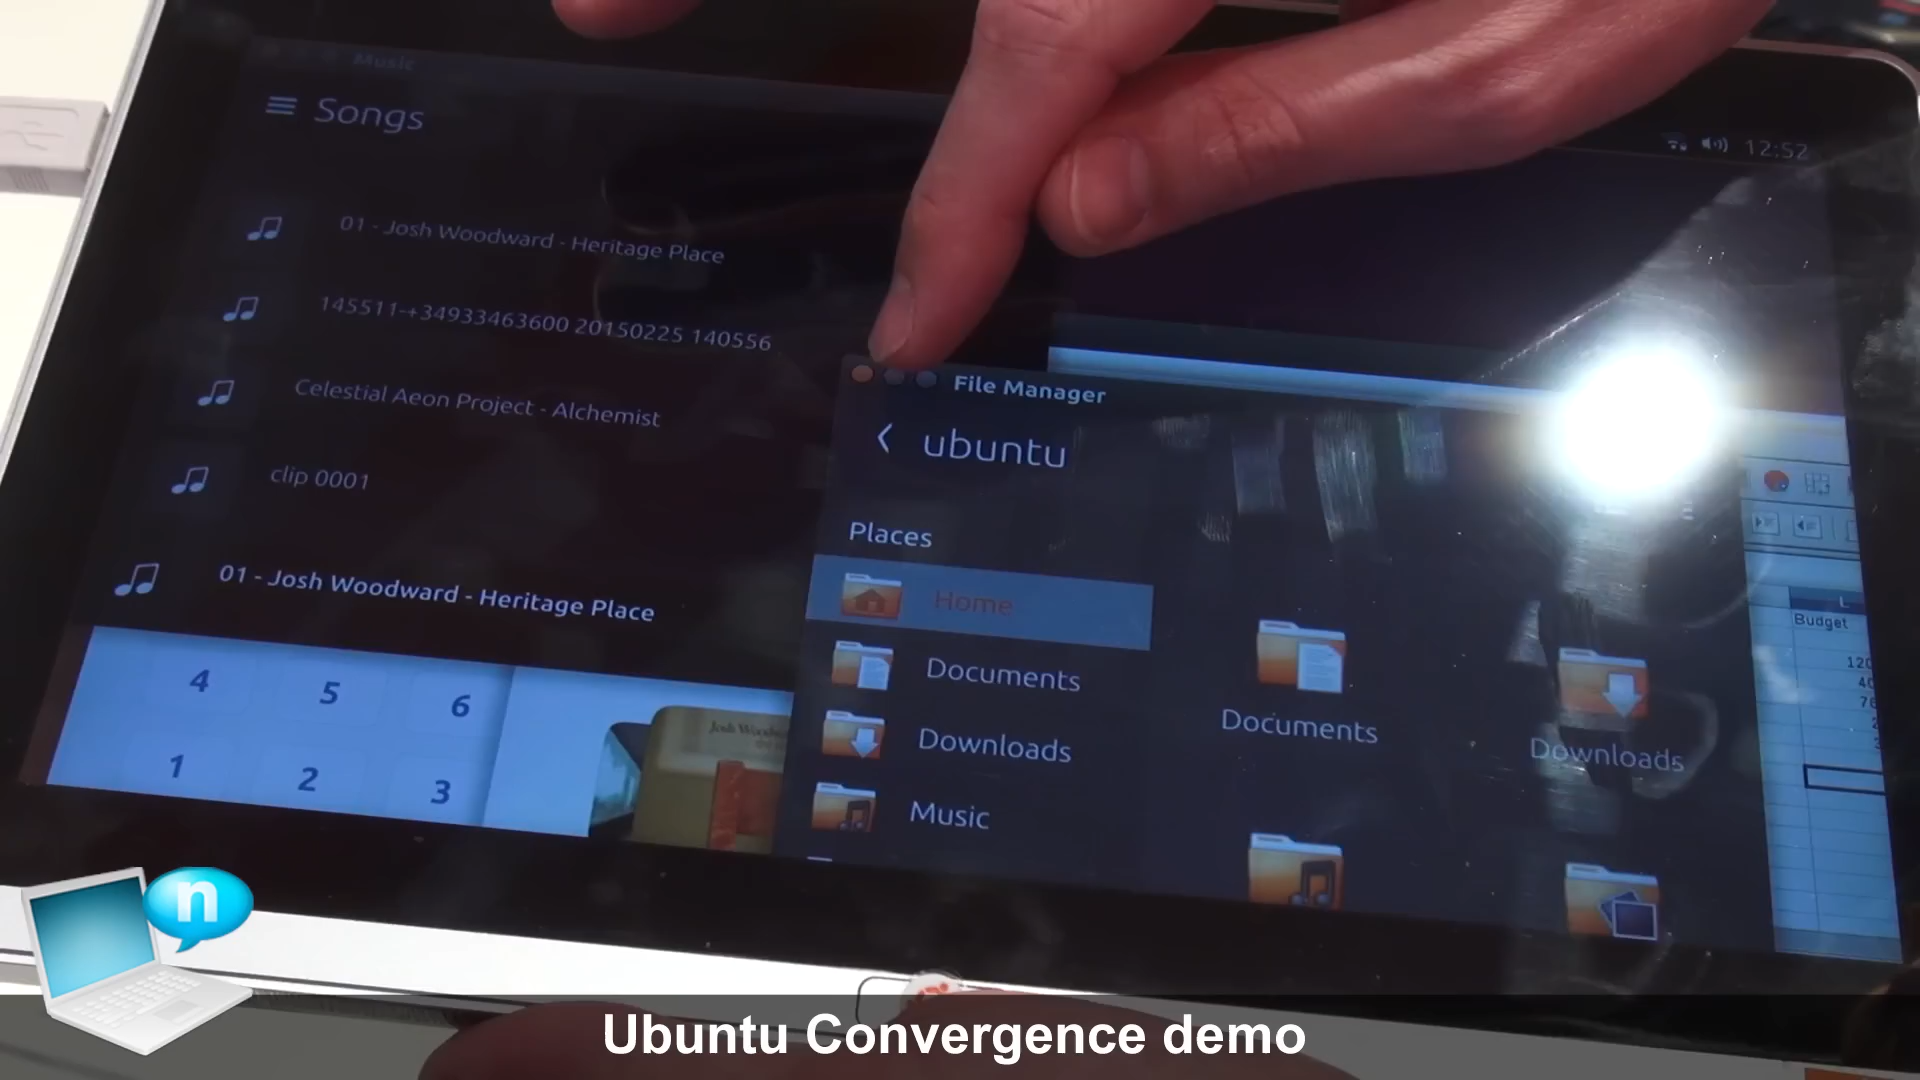 Music
Songs
12:52
01 - Josh Woodward - Heritage Place
145511-+34933463600 20150225 140556
Celestial Aeon Project - Alchemist
clip 0001
01 - Josh Woodward - Heritage Place
File Manager
ubuntu
Places
Home
Documents
Downloads
Music
Documents
Downloads
4 5 6
1 2 3
L
Budget
n
Ubuntu Convergence demo